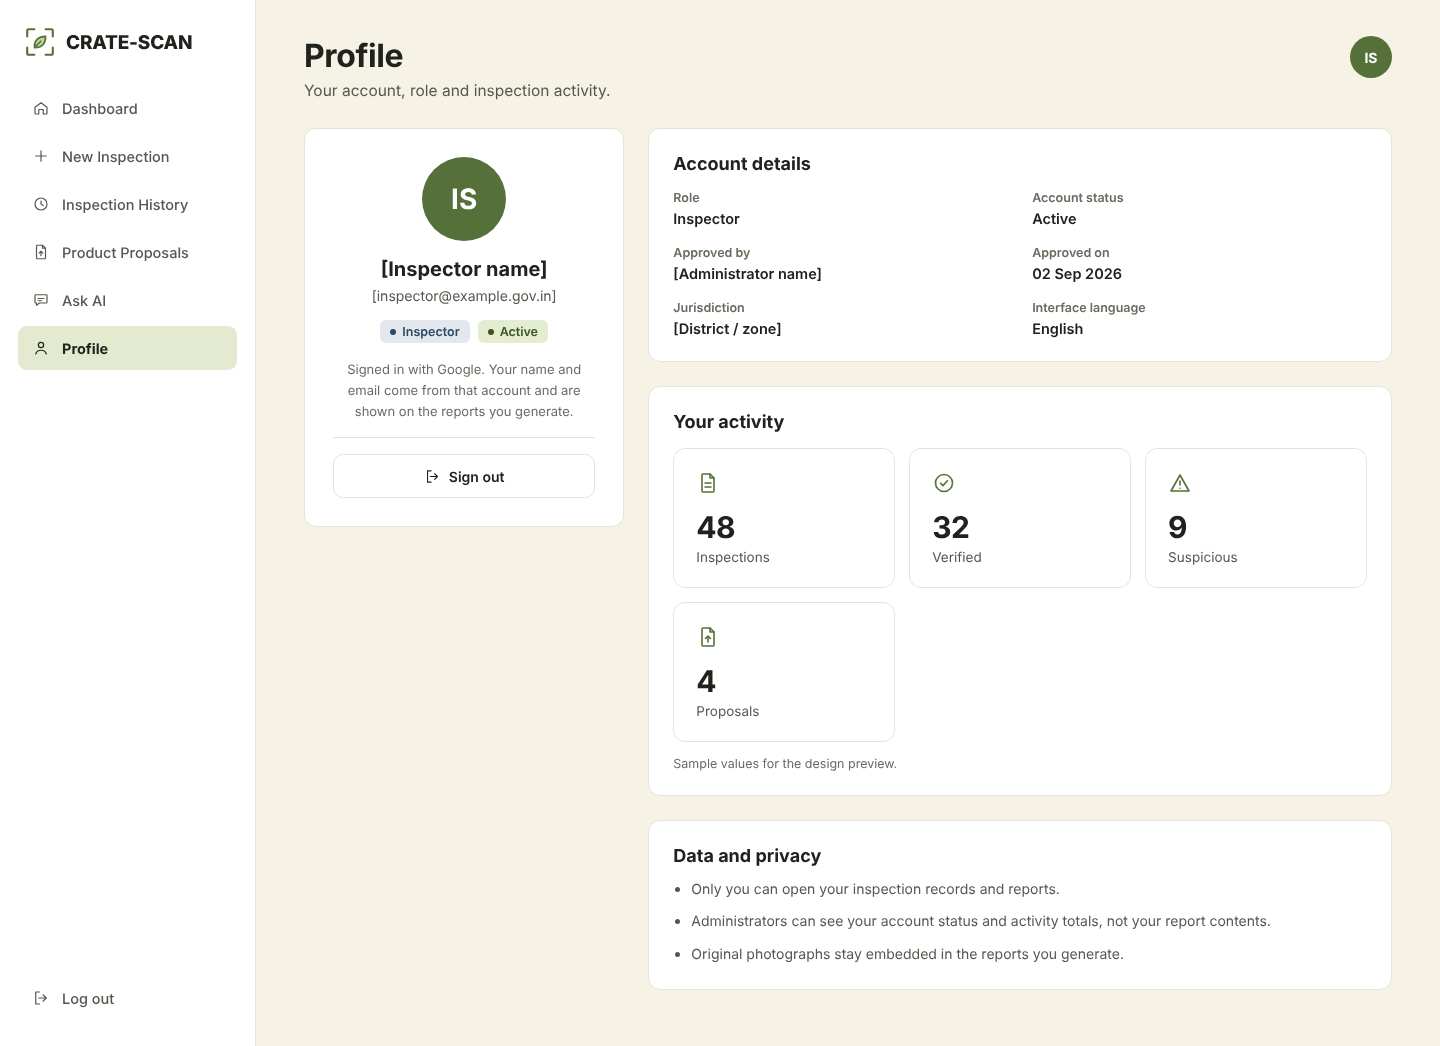 CRATE-SCAN
Dashboard
New Inspection
Inspection History
Product Proposals
Ask AI
Profile
Log out
Profile
Your account, role and inspection activity.
IS
IS
[Inspector name]
[inspector@example.gov.in]
Inspector
Active
Signed in with Google. Your name and
email come from that account and are
shown on the reports you generate.
Sign out
Account details
Role
Inspector
Account status
Active
Approved by
[Administrator name]
Approved on
02 Sep 2026
Jurisdiction
[District / zone]
Interface language
English
Your activity
48
Inspections
32
Verified
9
Suspicious
4
Proposals
Sample values for the design preview.
Data and privacy
• Only you can open your inspection records and reports.
• Administrators can see your account status and activity totals, not your report contents.
• Original photographs stay embedded in the reports you generate.